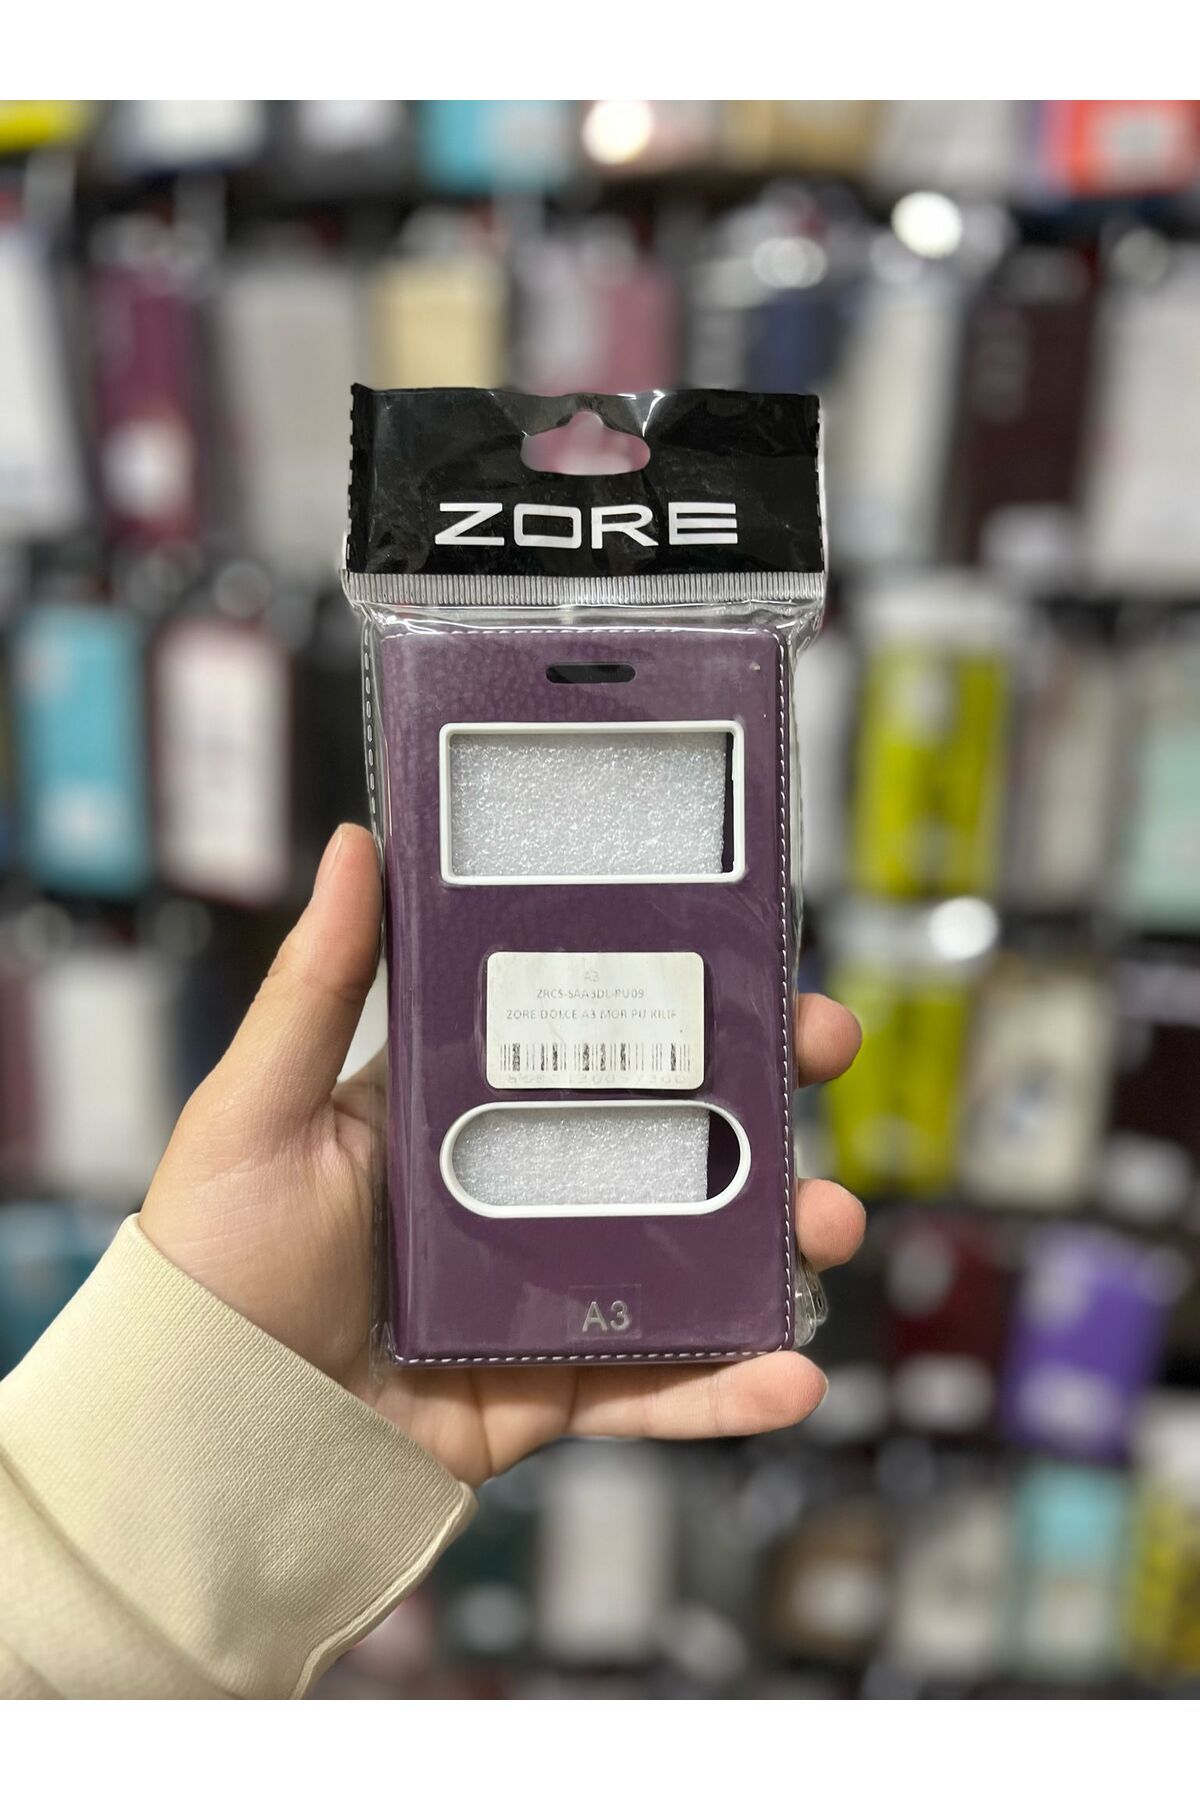 ZORE
A3
ZRCS-SAA3DL-PU09
ZORE DOLCE A3 MOR PU KILIF
A3